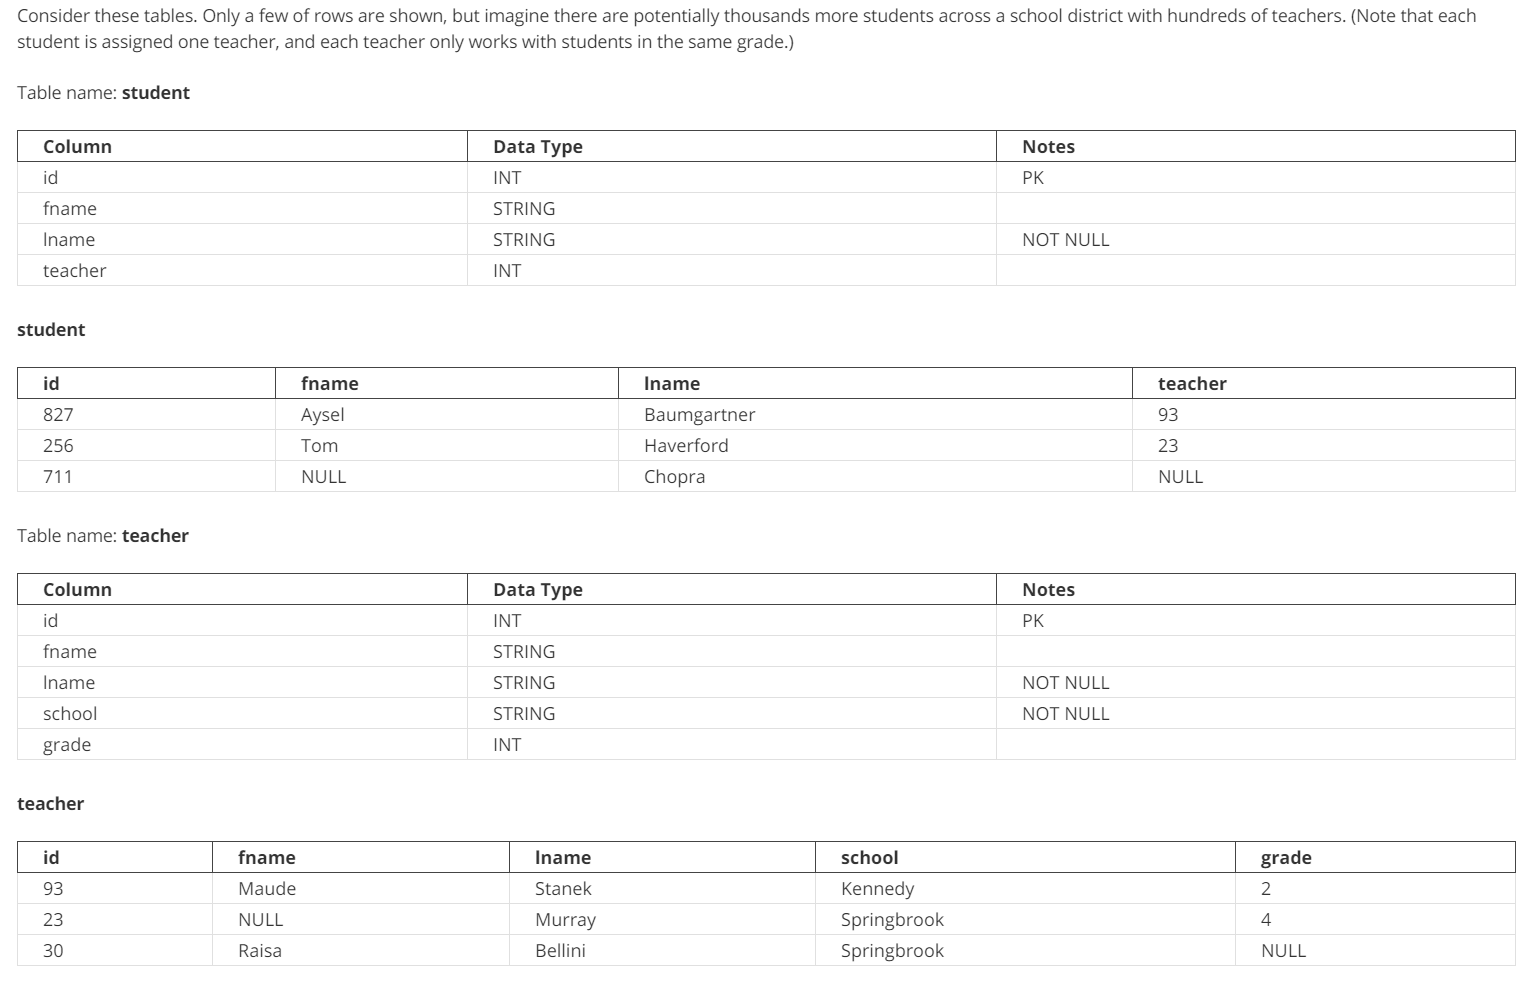 Consider these tables. Only a few of rows are shown, but imagine there are potentially thousands more students across a school district with hundreds of teachers. (Note that each
student is assigned one teacher, and each teacher only works with students in the same grade.)
Table name: student
Column Data Type Notes
id INT PK
fname STRING
lname STRING NOT NULL
teacher INT
student
id fname lname teacher
827 Aysel Baumgartner 93
256 Tom Haverford 23
711 NULL Chopra NULL
Table name: teacher
Column Data Type Notes
id INT PK
fname STRING
lname STRING NOT NULL
school STRING NOT NULL
grade INT
teacher
id fname lname school grade
93 Maude Stanek Kennedy 2
23 NULL Murray Springbrook 4
30 Raisa Bellini Springbrook NULL